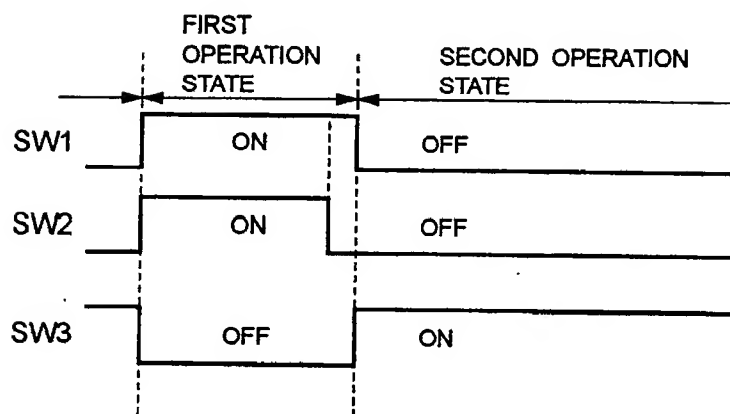 FIRST
OPERATION
STATE
SECOND OPERATION
STATE
SW1 ON OFF
SW2 ON OFF
SW3 OFF ON